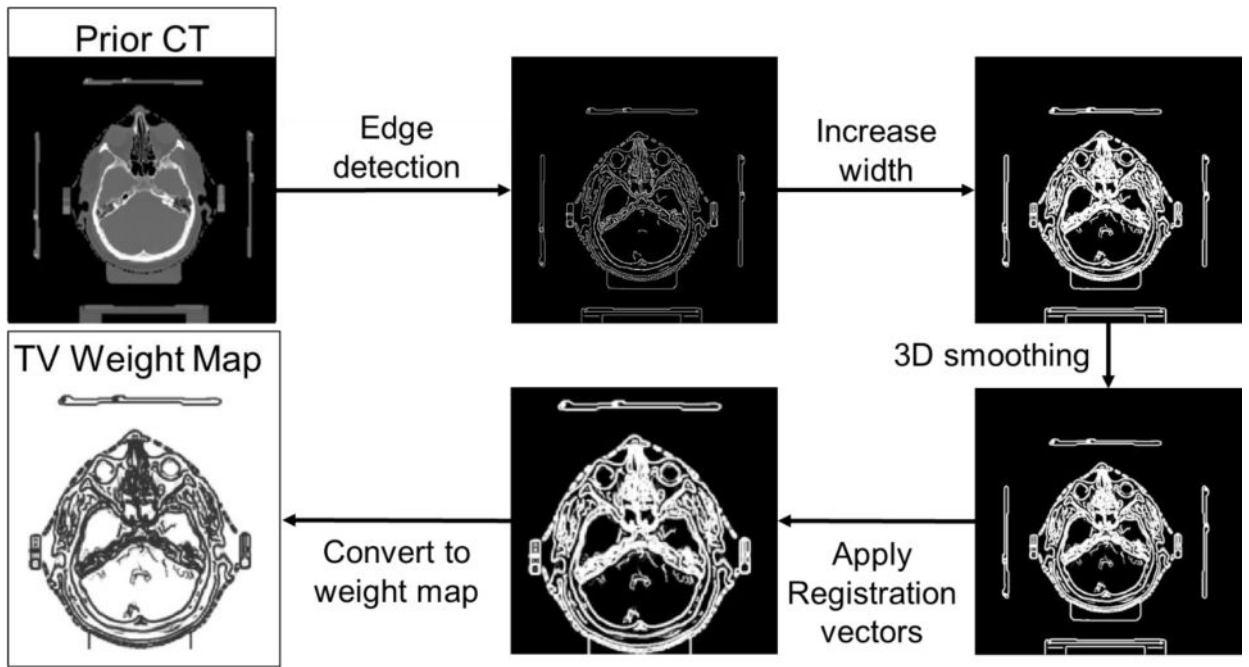 Prior CT
Edge
detection
Increase
width
3D smoothing
Apply
Registration
vectors
Convert to
weight map
TV Weight Map